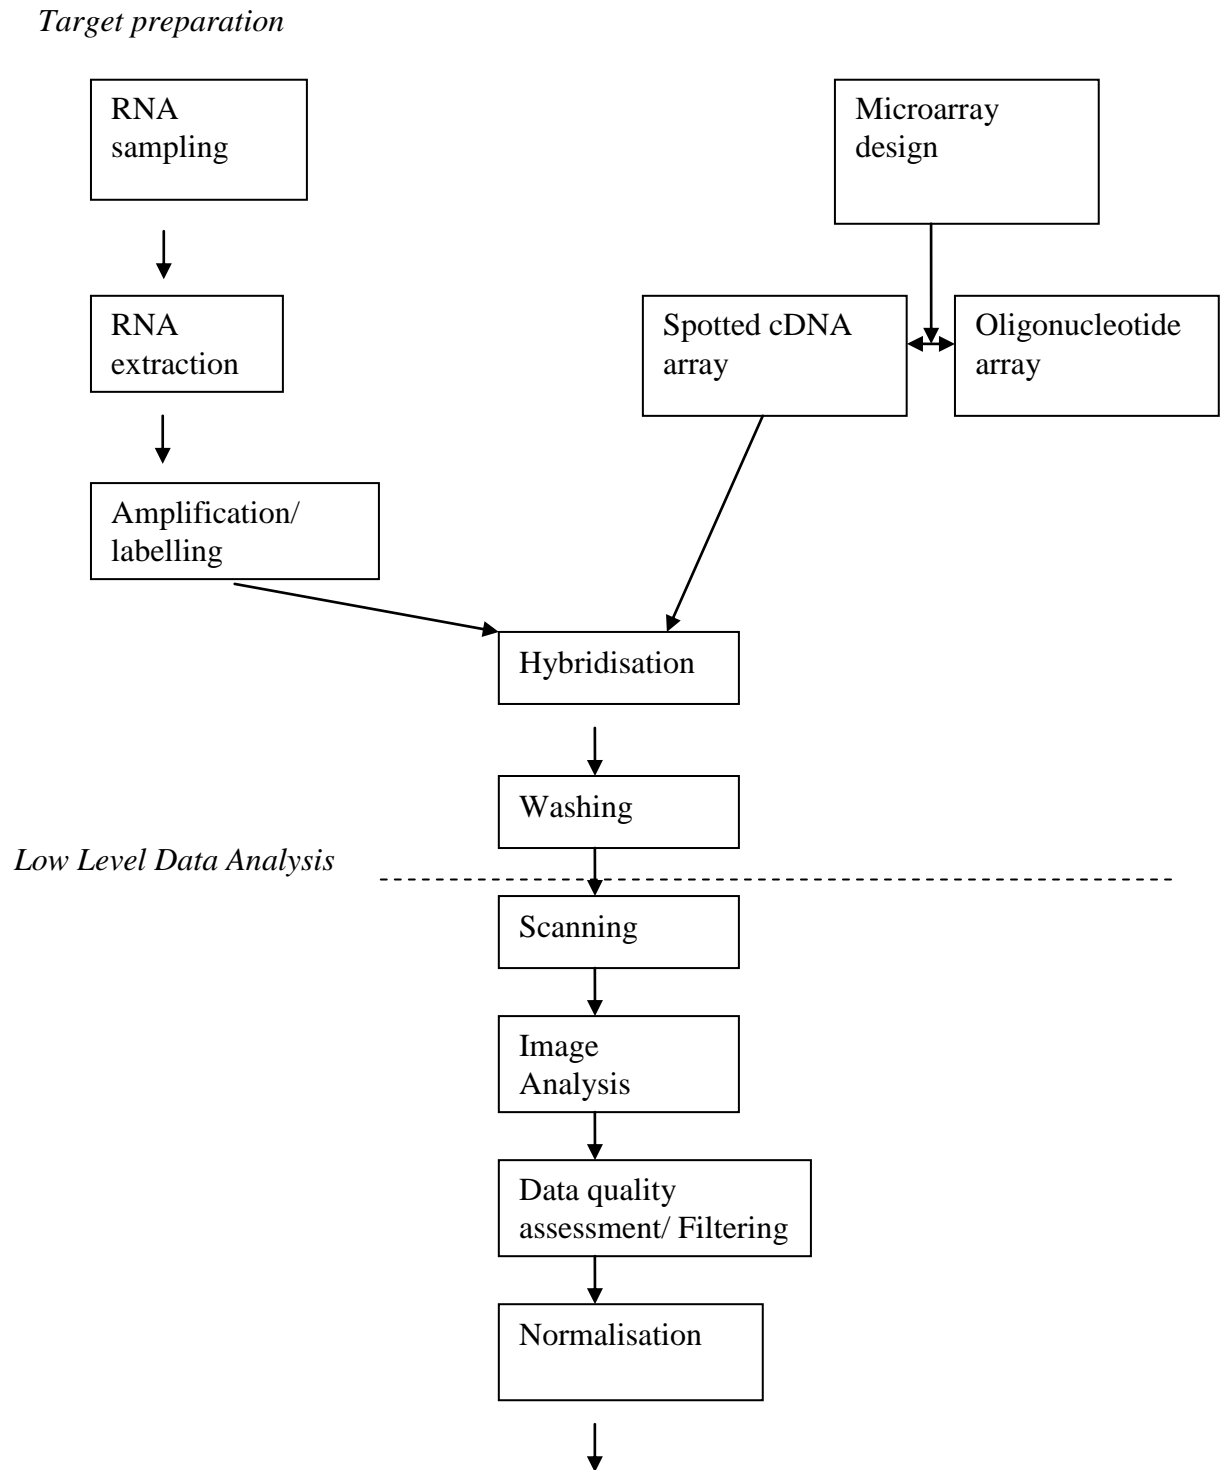 Target preparation
RNA
sampling
Microarray
design
RNA
extraction
Spotted cDNA
array
Oligonucleotide
array
Amplification/
labelling
Hybridisation
Washing
Low Level Data Analysis
Scanning
Image
Analysis
Data quality
assessment/ Filtering
Normalisation